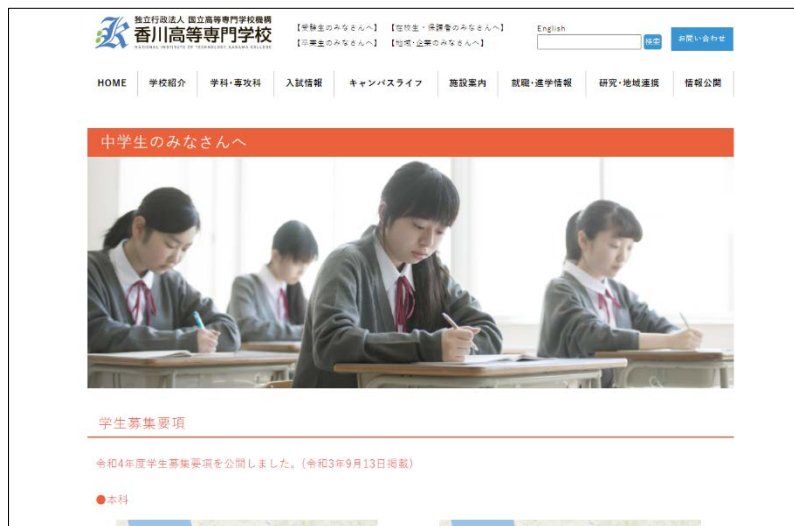 独立行政法人 国立高等専門学校機構
香川高等専門学校
NATIONAL INSTITUTE OF TECHNOLOGY, KAGAWA COLLEGE
【受験生のみなさんへ】 【在校生・保護者のみなさんへ】
【卒業生のみなさんへ】 【地域・企業のみなさんへ】
English
検索
お問い合わせ
HOME 学校紹介 学科・専攻科 入試情報 キャンパスライフ 施設案内 就職・進学情報 研究・地域連携 情報公開
中学生のみなさんへ
学生募集要項
令和4年度学生募集要項を公開しました。(令和3年9月13日掲載)
●本科